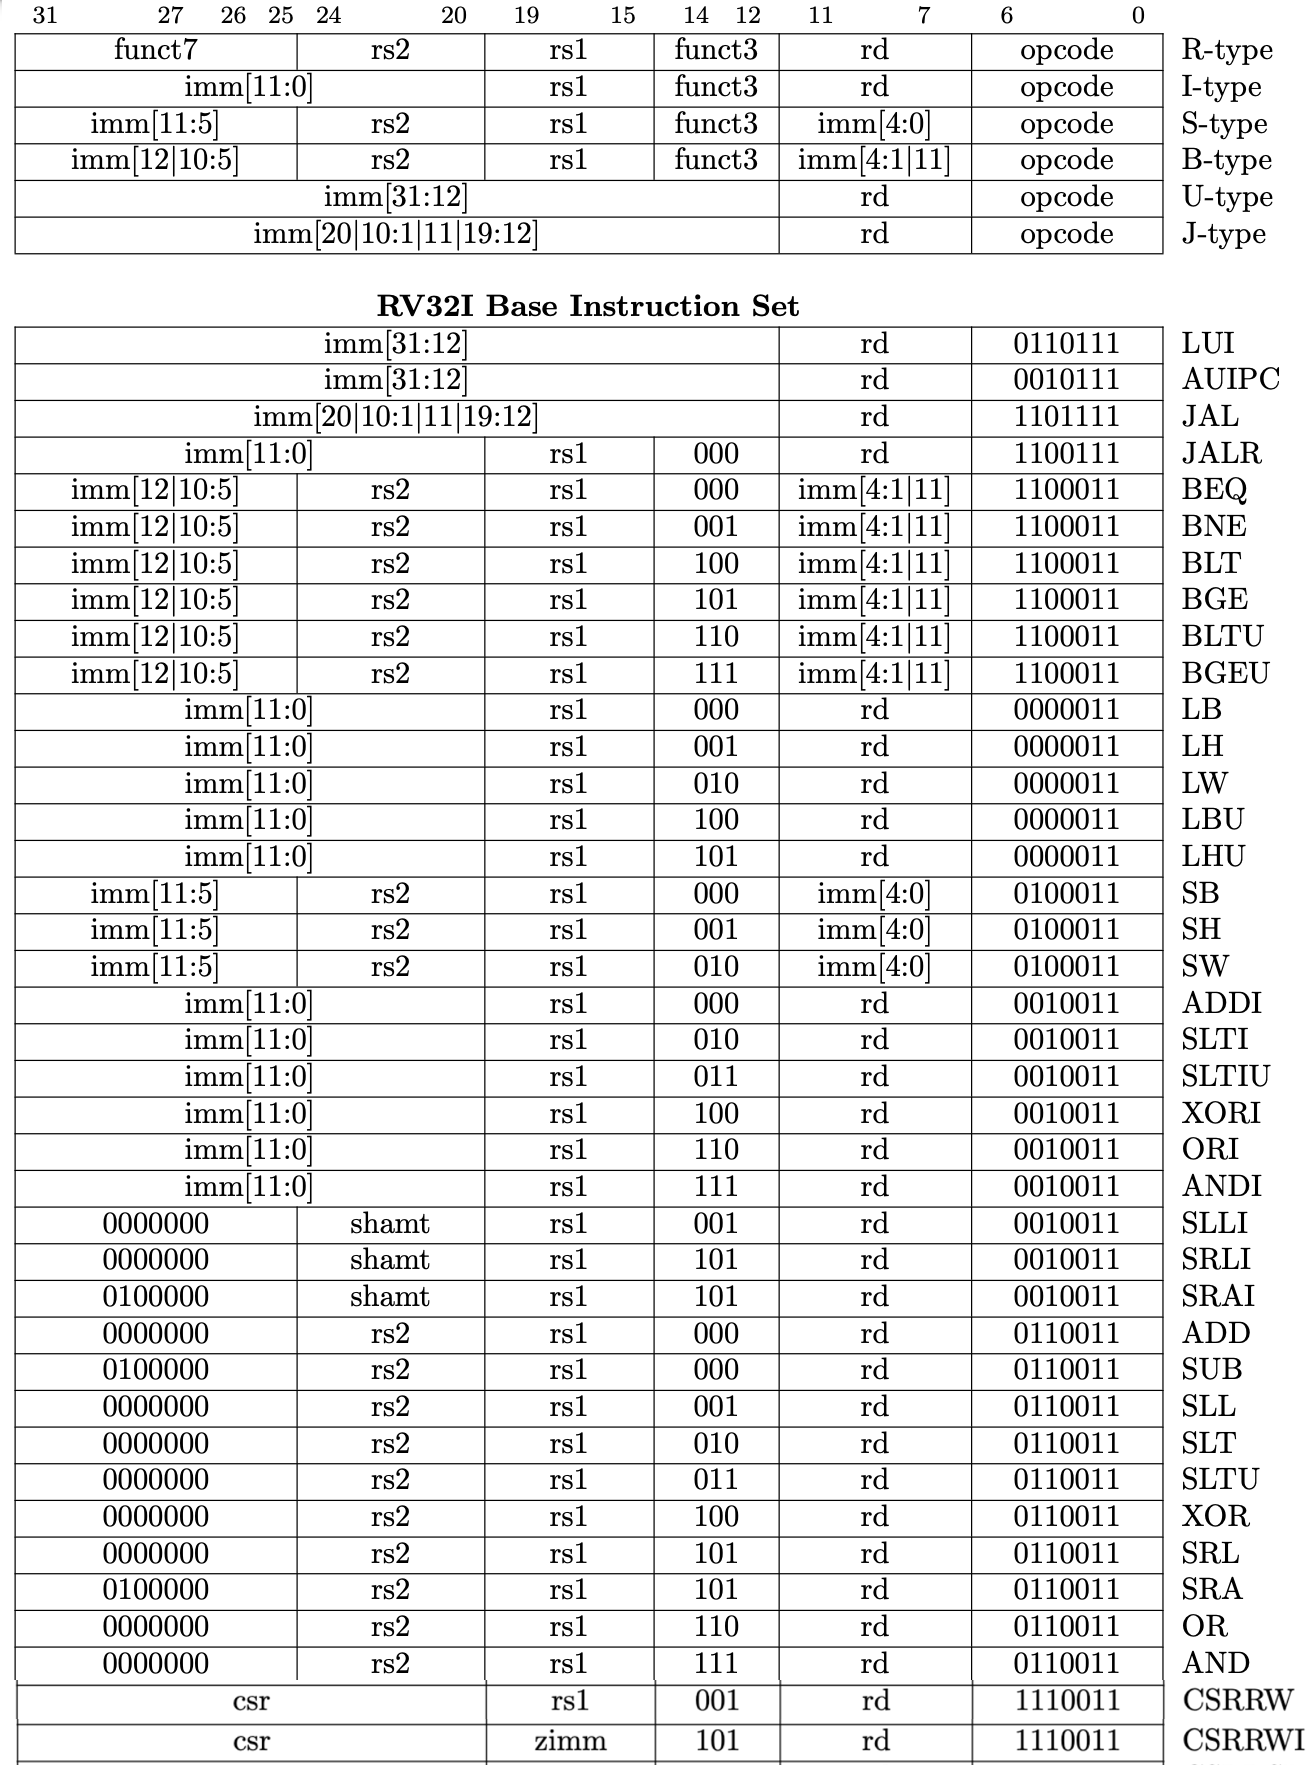 31 27 26 25 24 20 19 15 14 12 11 7 6 0
funct7 rs2 rs1 funct3 rd opcode R-type
imm[11:0] rs1 funct3 rd opcode I-type
imm[11:5] rs2 rs1 funct3 imm[4:0] opcode S-type
imm[12|10:5] rs2 rs1 funct3 imm[4:1|11] opcode B-type
imm[31:12] rd opcode U-type
imm[20|10:1|11|19:12] rd opcode J-type
RV32I Base Instruction Set
imm[31:12] rd 0110111 LUI
imm[31:12] rd 0010111 AUIPC
imm[20|10:1|11|19:12] rd 1101111 JAL
imm[11:0] rs1 000 rd 1100111 JALR
imm[12|10:5] rs2 rs1 000 imm[4:1|11] 1100011 BEQ
imm[12|10:5] rs2 rs1 001 imm[4:1|11] 1100011 BNE
imm[12|10:5] rs2 rs1 100 imm[4:1|11] 1100011 BLT
imm[12|10:5] rs2 rs1 101 imm[4:1|11] 1100011 BGE
imm[12|10:5] rs2 rs1 110 imm[4:1|11] 1100011 BLTU
imm[12|10:5] rs2 rs1 111 imm[4:1|11] 1100011 BGEU
imm[11:0] rs1 000 rd 0000011 LB
imm[11:0] rs1 001 rd 0000011 LH
imm[11:0] rs1 010 rd 0000011 LW
imm[11:0] rs1 100 rd 0000011 LBU
imm[11:0] rs1 101 rd 0000011 LHU
imm[11:5] rs2 rs1 000 imm[4:0] 0100011 SB
imm[11:5] rs2 rs1 001 imm[4:0] 0100011 SH
imm[11:5] rs2 rs1 010 imm[4:0] 0100011 SW
imm[11:0] rs1 000 rd 0010011 ADDI
imm[11:0] rs1 010 rd 0010011 SLTI
imm[11:0] rs1 011 rd 0010011 SLTIU
imm[11:0] rs1 100 rd 0010011 XORI
imm[11:0] rs1 110 rd 0010011 ORI
imm[11:0] rs1 111 rd 0010011 ANDI
0000000 shamt rs1 001 rd 0010011 SLLI
0000000 shamt rs1 101 rd 0010011 SRLI
0100000 shamt rs1 101 rd 0010011 SRAI
0000000 rs2 rs1 000 rd 0110011 ADD
0100000 rs2 rs1 000 rd 0110011 SUB
0000000 rs2 rs1 001 rd 0110011 SLL
0000000 rs2 rs1 010 rd 0110011 SLT
0000000 rs2 rs1 011 rd 0110011 SLTU
0000000 rs2 rs1 100 rd 0110011 XOR
0000000 rs2 rs1 101 rd 0110011 SRL
0100000 rs2 rs1 101 rd 0110011 SRA
0000000 rs2 rs1 110 rd 0110011 OR
0000000 rs2 rs1 111 rd 0110011 AND
csr rs1 001 rd 1110011 CSRRW
csr zimm 101 rd 1110011 CSRRWI